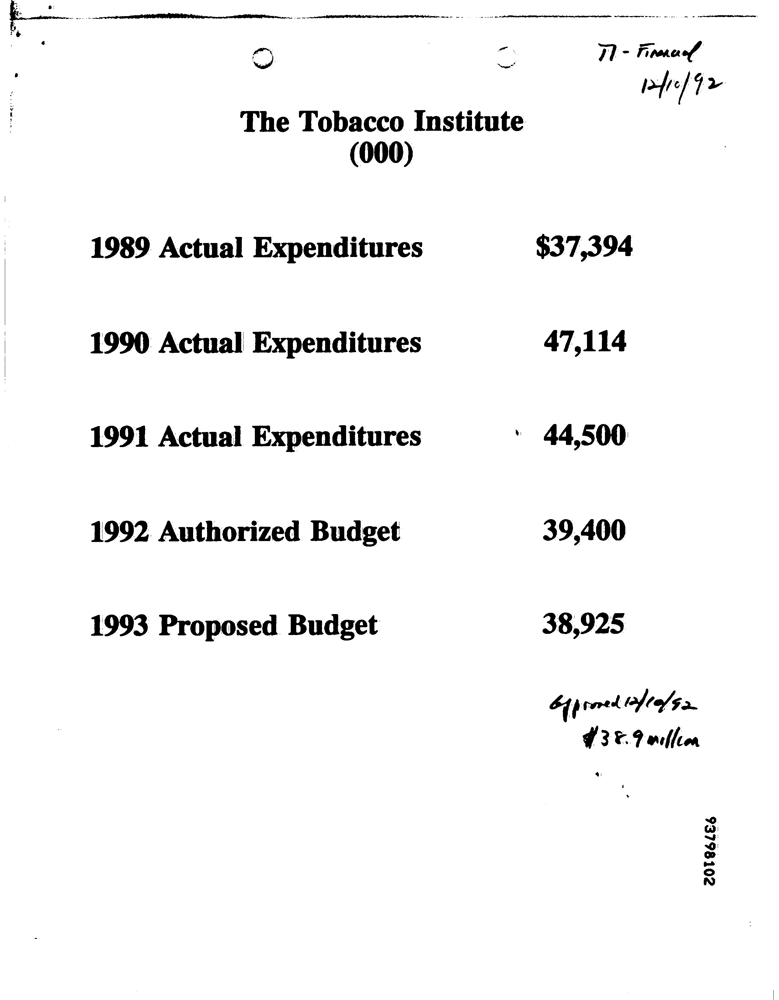 TI - Financial
12/10/92
The Tobacco Institute
(000)
1989 Actual Expenditures $37,394
1990 Actual Expenditures 47,114
1991 Actual Expenditures 44,500
1992 Authorized Budget 39,400
1993 Proposed Budget 38,925
Approved 12/10/92
$38.9 million
93798102